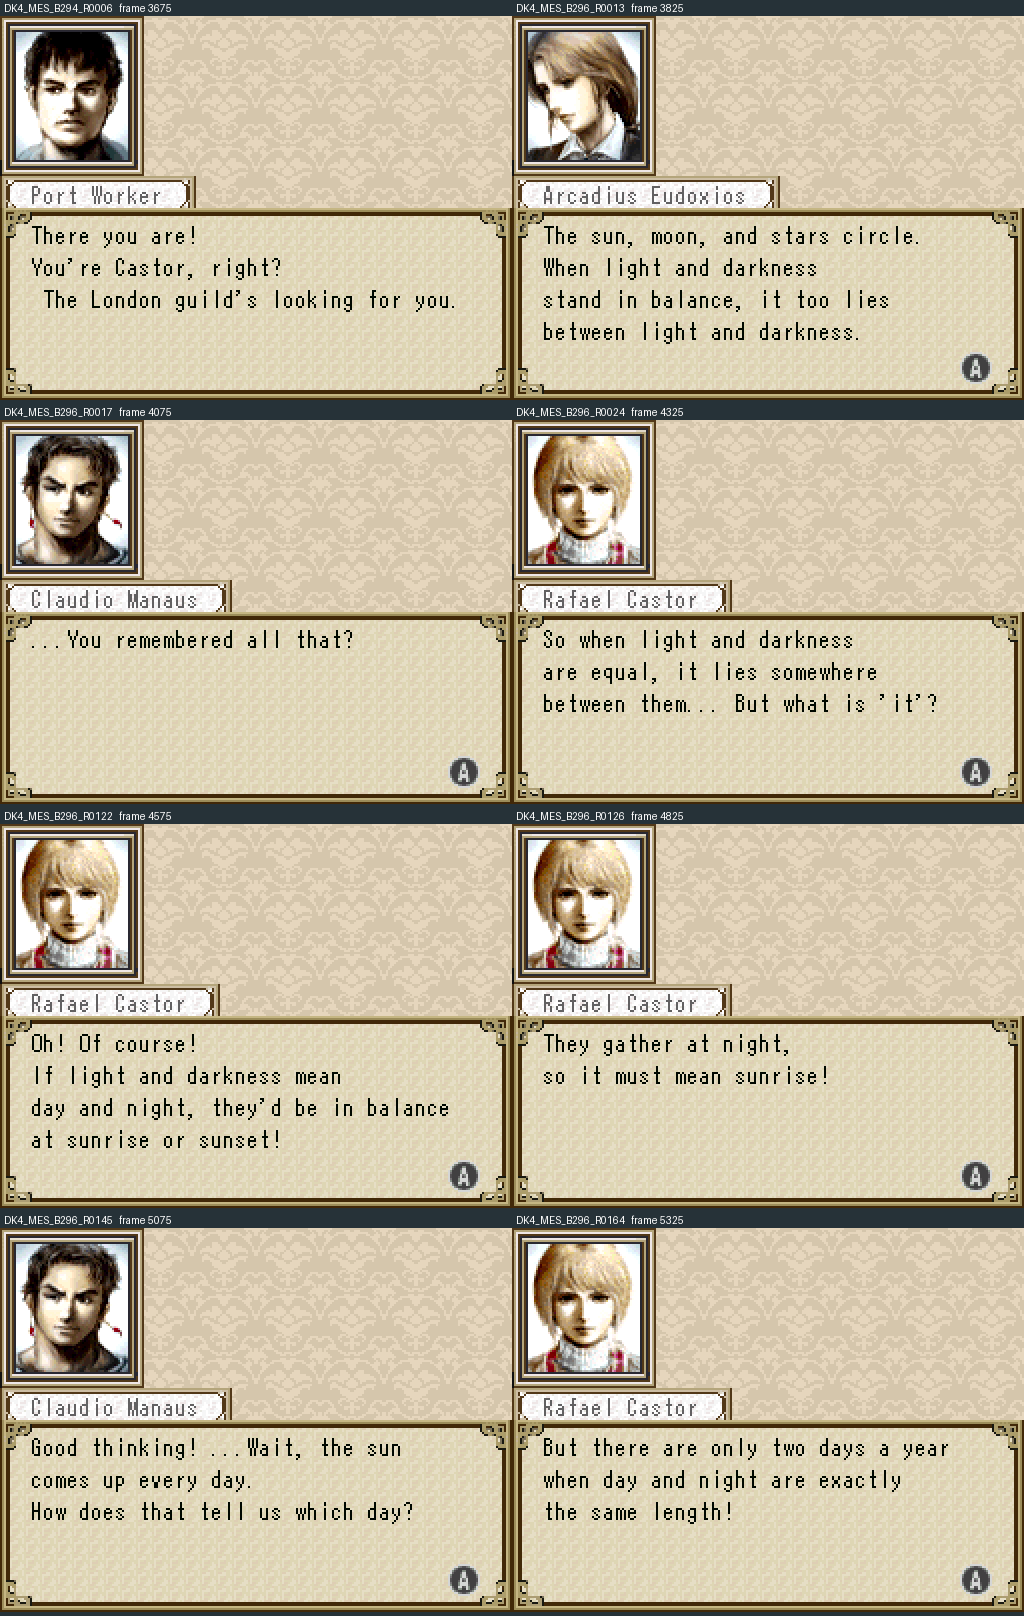 DK4_MES_B294_R0006 frame 3675
Port Worker
There you are!
You're Castor, right?
The London guild's looking for you.
DK4_MES_B296_R0013 frame 3825
Arcadius Eudoxios
The sun, moon, and stars circle.
When light and darkness
stand in balance, it too lies
between light and darkness.
A
DK4_MES_B296_R0017 frame 4075
Claudio Manaus
...You remembered all that?
A
DK4_MES_B296_R0024 frame 4325
Rafael Castor
So when light and darkness
are equal, it lies somewhere
between them... But what is 'it'?
A
DK4_MES_B296_R0122 frame 4575
Rafael Castor
Oh! Of course!
If light and darkness mean
day and night, they'd be in balance
at sunrise or sunset!
A
DK4_MES_B296_R0126 frame 4825
Rafael Castor
They gather at night,
so it must mean sunrise!
A
DK4_MES_B296_R0145 frame 5075
Claudio Manaus
Good thinking! ...Wait, the sun
comes up every day.
How does that tell us which day?
A
DK4_MES_B296_R0164 frame 5325
Rafael Castor
But there are only two days a year
when day and night are exactly
the same length!
A